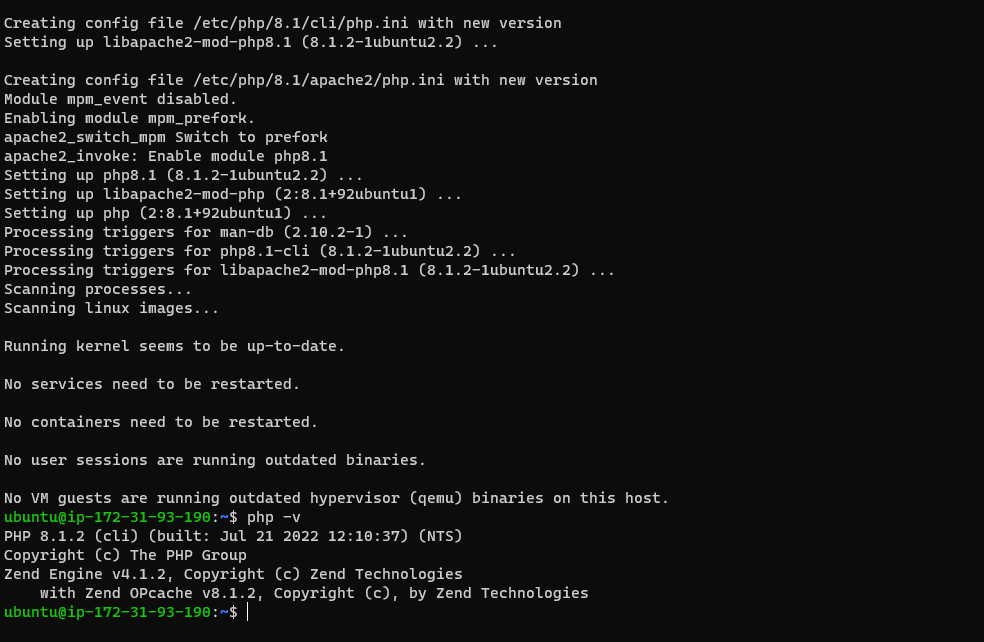 Creating config file /etc/php/8.1/cli/php.ini with new version
Setting up libapache2-mod-php8.1 (8.1.2-1ubuntu2.2) ...
Creating config file /etc/php/8.1/apache2/php.ini with new version
Module mpm_event disabled.
Enabling module mpm_prefork.
apache2_switch_mpm Switch to prefork
apache2_invoke: Enable module php8.1
Setting up php8.1 (8.1.2-1ubuntu2.2) ...
Setting up libapache2-mod-php (2:8.1+92ubuntu1) ...
Setting up php (2:8.1+92ubuntu1) ...
Processing triggers for man-db (2.10.2-1) ...
Processing triggers for php8.1-cli (8.1.2-1ubuntu2.2) ...
Processing triggers for libapache2-mod-php8.1 (8.1.2-1ubuntu2.2) ...
Scanning processes...
Scanning linux images...
Running kernel seems to be up-to-date.
No services need to be restarted.
No containers need to be restarted.
No user sessions are running outdated binaries.
No VM guests are running outdated hypervisor (qemu) binaries on this host.
ubuntu@ip-172-31-93-190:~$ php -v
PHP 8.1.2 (cli) (built: Jul 21 2022 12:10:37) (NTS)
Copyright (c) The PHP Group
Zend Engine v4.1.2, Copyright (c) Zend Technologies
    with Zend OPcache v8.1.2, Copyright (c), by Zend Technologies
ubuntu@ip-172-31-93-190:~$